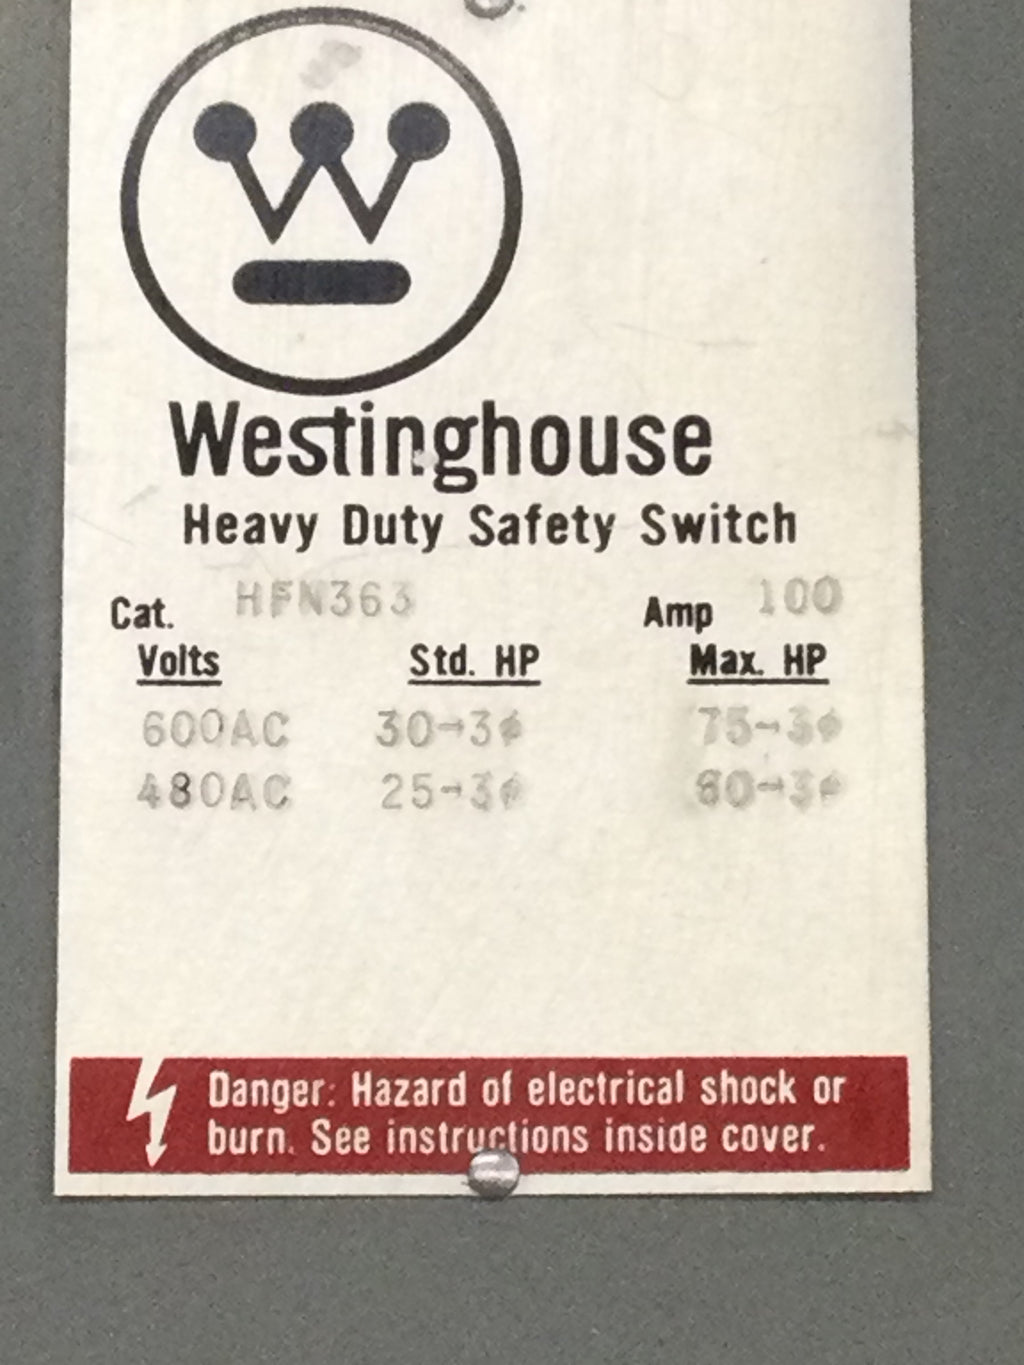 Westinghouse
Heavy Duty Safety Switch
Cat. HFN363 Amp 100
Volts Std. HP Max. HP
600AC 30-3ϕ 75-3ϕ
480AC 25-3ϕ 60-3ϕ
Danger: Hazard of electrical shock or
burn. See instructions inside cover.